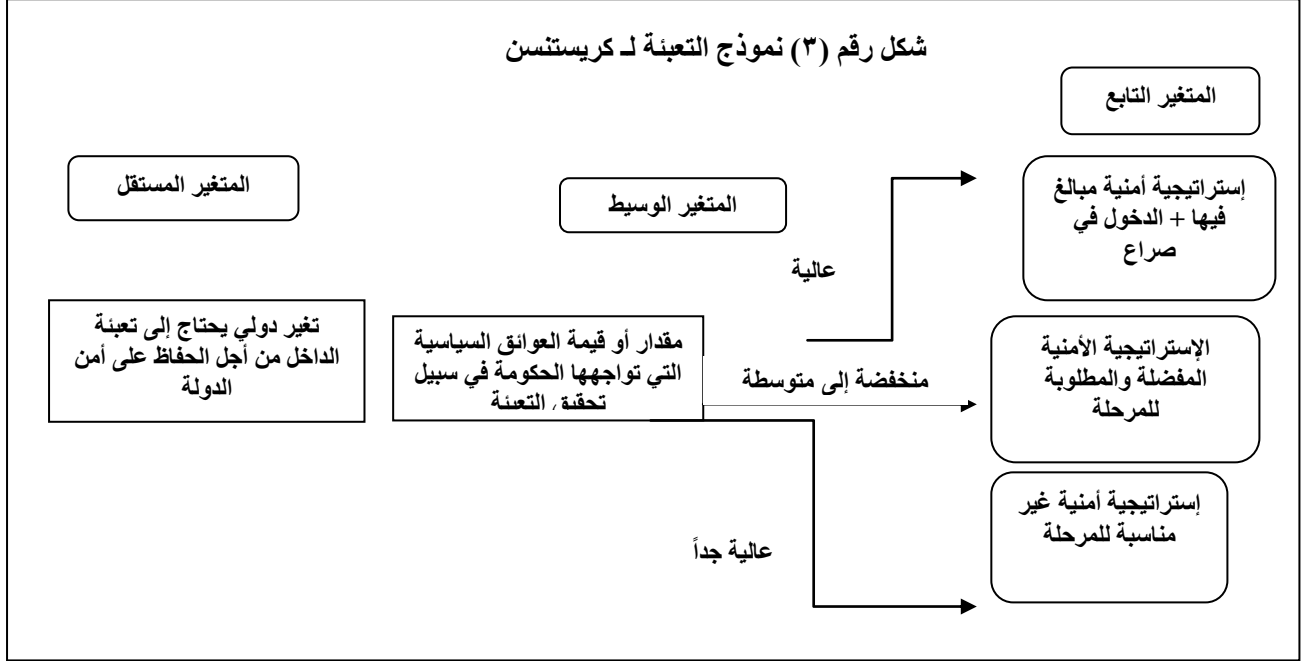 شكل رقم (٣) نموذج التعبئة لـ كريستنسن
المتغير التابع
المتغير المستقل
المتغير الوسيط
إستراتيجية أمنية مبالغ
فيها + الدخول في
صراع
عالية
تغير دولي يحتاج إلى تعبئة
الداخل من أجل الحفاظ على أمن
الدولة
مقدار أو قيمة العوائق السياسية
التي تواجهها الحكومة في سبيل
تحقيق التعبئة
منخفضة إلى متوسطة
الإستراتيجية الأمنية
المفضلة والمطلوبة
للمرحلة
إستراتيجية أمنية غير
مناسبة للمرحلة
عالية جداً